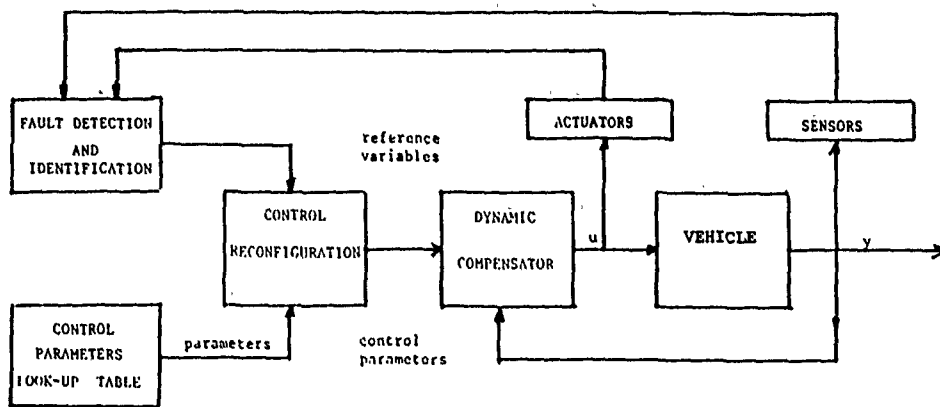 FAULT DETECTION
AND
IDENTIFICATION
ACTUATORS
SENSORS
reference
variables
CONTROL
RECONFIGURATION
DYNAMIC
COMPENSATOR
u
VEHICLE
y
CONTROL
PARAMETERS
LOOK-UP TABLE
parameters
control
parameters